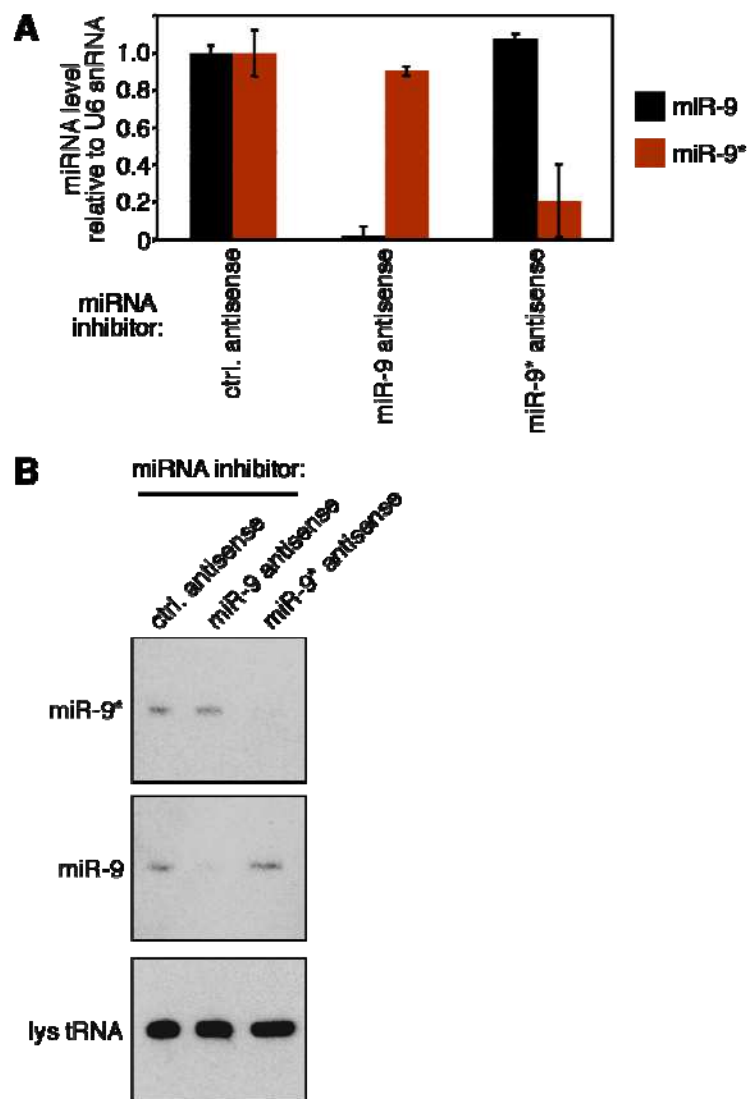 A
miRNA level
relative to U6 snRNA
1.0
0.8
0.6
0.4
0.2
0
miR-9
miR-9*
miRNA
inhibitor:
ctrl. antisense
miR-9 antisense
miR-9* antisense
B
miRNA inhibitor:
ctrl. antisense
miR-9 antisense
miR-9* antisense
miR-9*
miR-9
lys tRNA